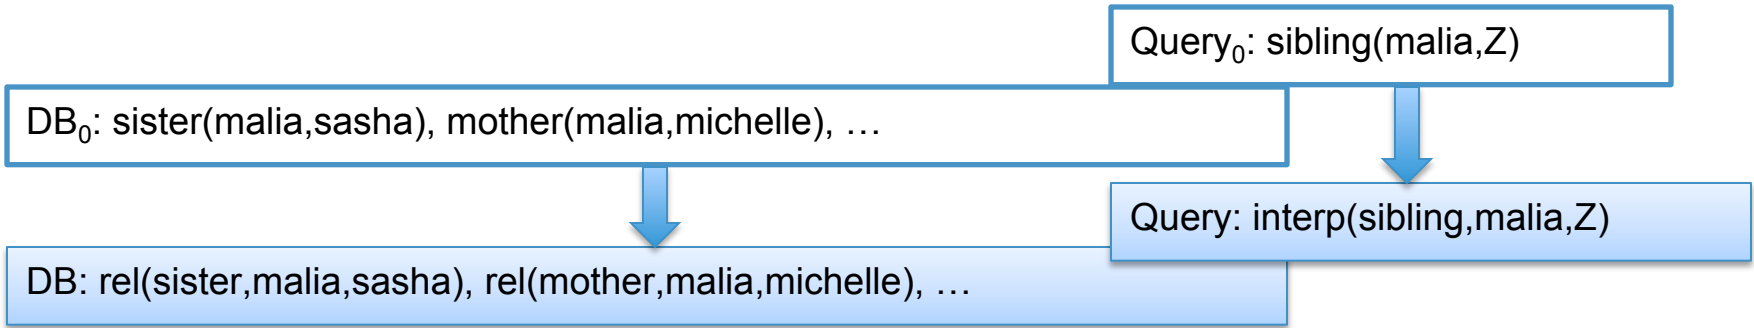 Query₀: sibling(malia,Z)
DB₀: sister(malia,sasha), mother(malia,michelle), …
Query: interp(sibling,malia,Z)
DB: rel(sister,malia,sasha), rel(mother,malia,michelle), …